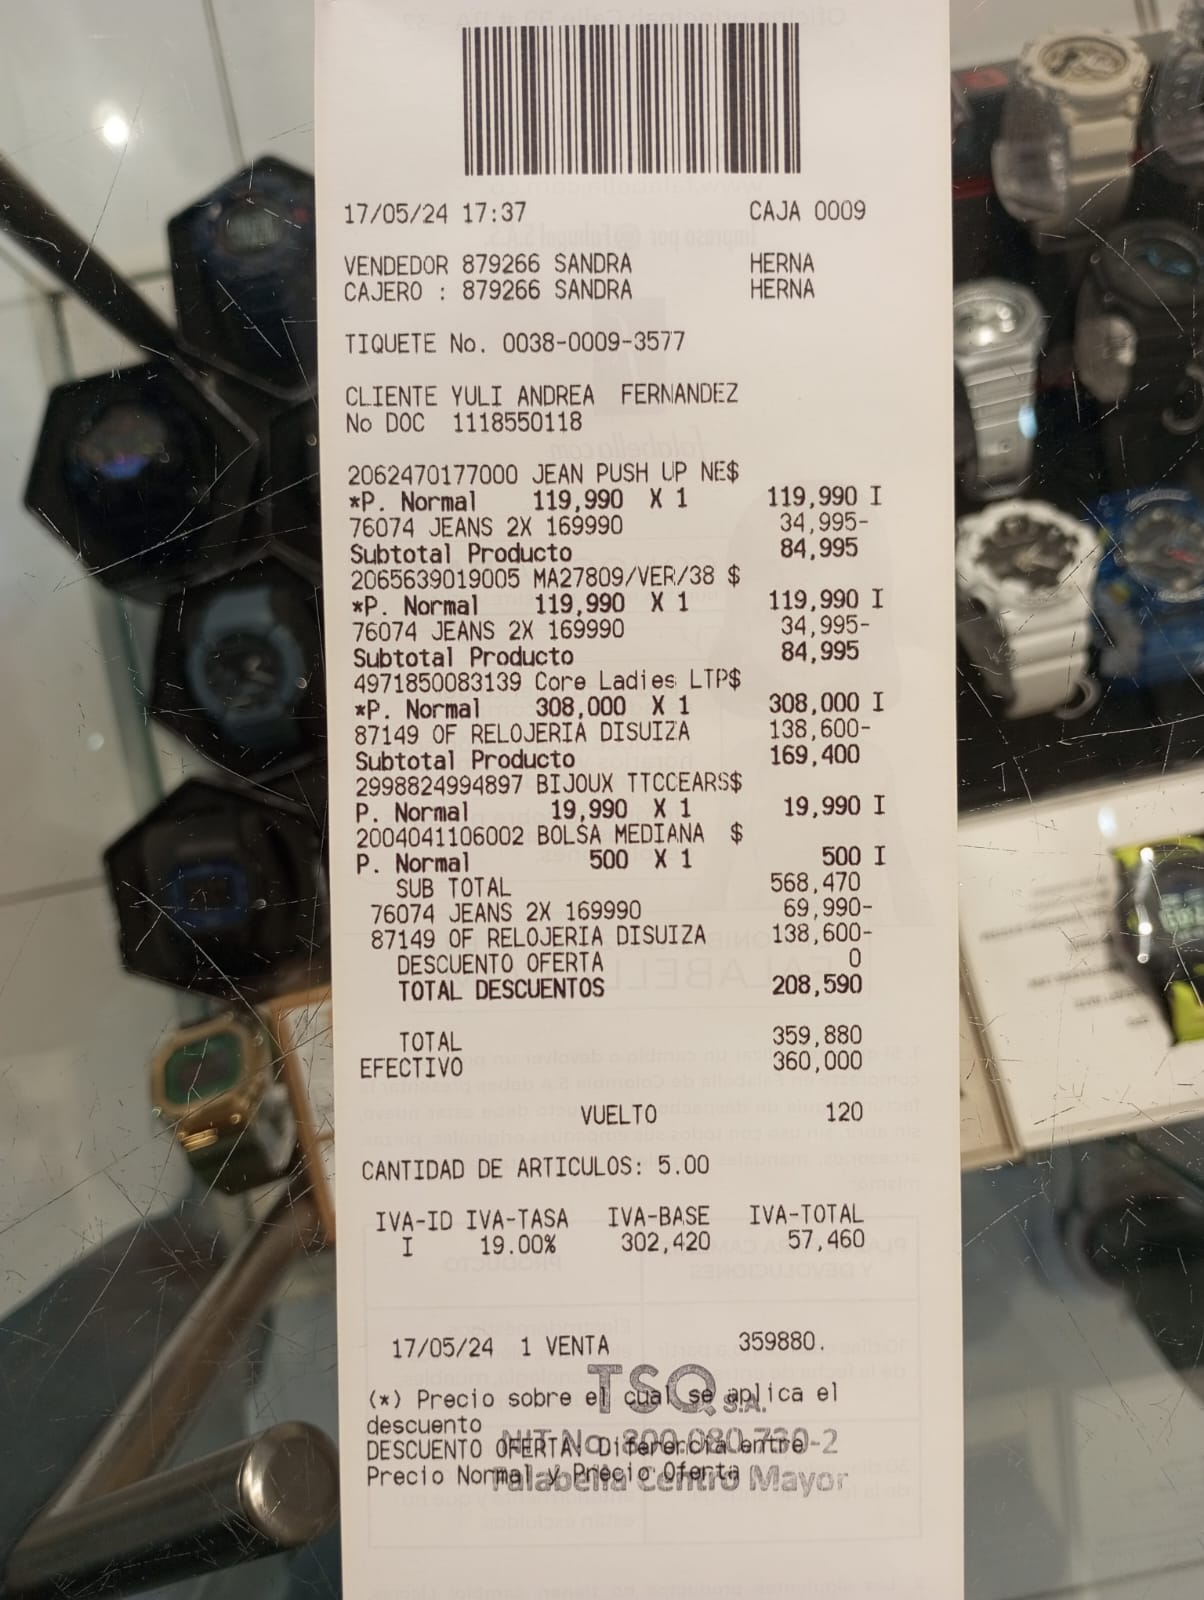 17/05/24 17:37 CAJA 0009
VENDEDOR 879266 SANDRA HERNA
CAJERO : 879266 SANDRA HERNA
TIQUETE No. 0038-0009-3577
CLIENTE YULI ANDREA FERNANDEZ
No DOC 1118550118
2062470177000 JEAN PUSH UP NE$
*P. Normal 119,990 X 1 119,990 I
76074 JEANS 2X 169990 34,995-
Subtotal Producto 84,995
2065639019005 MA27809/VER/38 $
*P. Normal 119,990 X 1 119,990 I
76074 JEANS 2X 169990 34,995-
Subtotal Producto 84,995
4971850083139 Core Ladies LTP$
*P. Normal 308,000 X 1 308,000 I
87149 OF RELOJERIA DISUIZA 138,600-
Subtotal Producto 169,400
2998824994897 BIJOUX TTCCEARS$
P. Normal 19,990 X 1 19,990 I
2004041106002 BOLSA MEDIANA $
P. Normal 500 X 1 500 I
SUB TOTAL 568,470
76074 JEANS 2X 169990 69,990-
87149 OF RELOJERIA DISUIZA 138,600-
DESCUENTO OFERTA 0
TOTAL DESCUENTOS 208,590
TOTAL 359,880
EFECTIVO 360,000
VUELTO 120
CANTIDAD DE ARTICULOS: 5.00
IVA-ID IVA-TASA IVA-BASE IVA-TOTAL
I 19.00% 302,420 57,460
17/05/24 1 VENTA 359880.
TSQ S.A.
(*) Precio sobre el cual se aplica el
descuento
NIT No. 800.080.730-2
DESCUENTO OFERTA: Diferencia entre
Precio Normal y Precio Oferta
Falabella Centro Mayor